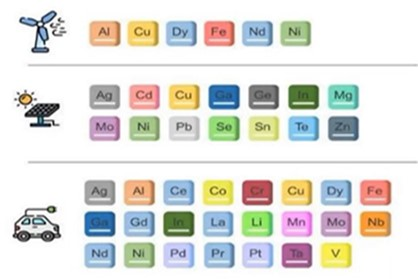 Al Cu Dy Fe Nd Ni
Ag Cd Cu Ga Ge In Mg
Mo Ni Pb Se Sn Te Zn
Ag Al Ce Co Cr Cu Dy Fe
Ga Gd In La Li Mn Mo Nb
Nd Ni Pd Pr Pt Ta V